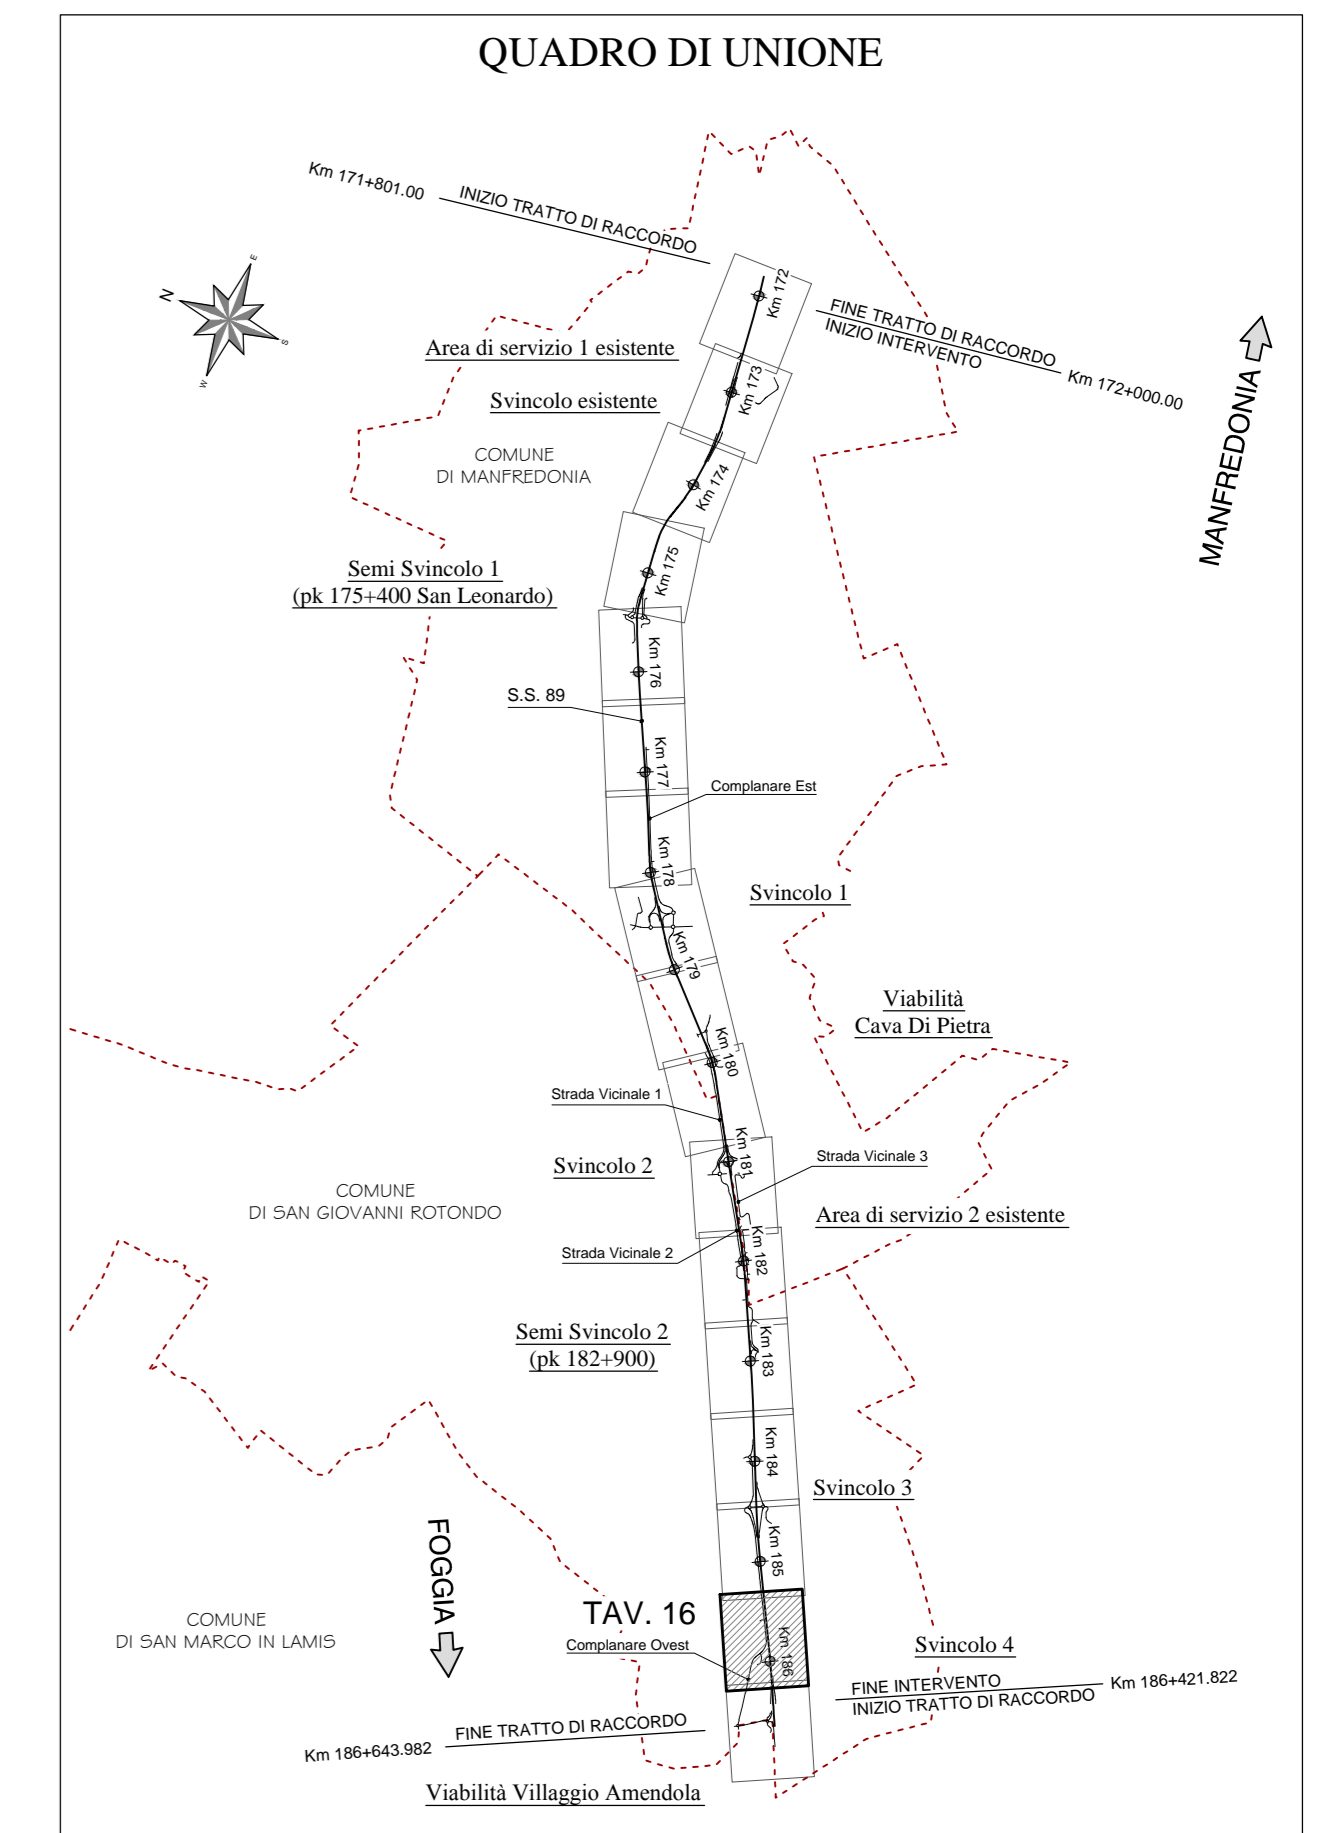 QUADRO DI UNIONE
Km 171+801.00
INIZIO TRATTO DI RACCORDO
N
E
S
W
Km 172
FINE TRATTO DI RACCORDO
INIZIO INTERVENTO
Km 172+000.00
MANFREDONIA
Area di servizio 1 esistente
Km 173
Svincolo esistente
COMUNE
DI MANFREDONIA
Km 174
Semi Svincolo 1
(pk 175+400 San Leonardo)
Km 175
Km 176
S.S. 89
Km 177
Complanare Est
Km 178
Svincolo 1
Km 179
Viabilità
Cava Di Pietra
Km 180
Strada Vicinale 1
Km 181
Strada Vicinale 3
Svincolo 2
COMUNE
DI SAN GIOVANNI ROTONDO
Area di servizio 2 esistente
Strada Vicinale 2
Km 182
Semi Svincolo 2
(pk 182+900)
Km 183
Km 184
Svincolo 3
FOGGIA
Km 185
TAV. 16
COMUNE
DI SAN MARCO IN LAMIS
Complanare Ovest
Km 186
Svincolo 4
FINE INTERVENTO
INIZIO TRATTO DI RACCORDO
Km 186+421.822
FINE TRATTO DI RACCORDO
Km 186+643.982
Viabilità Villaggio Amendola